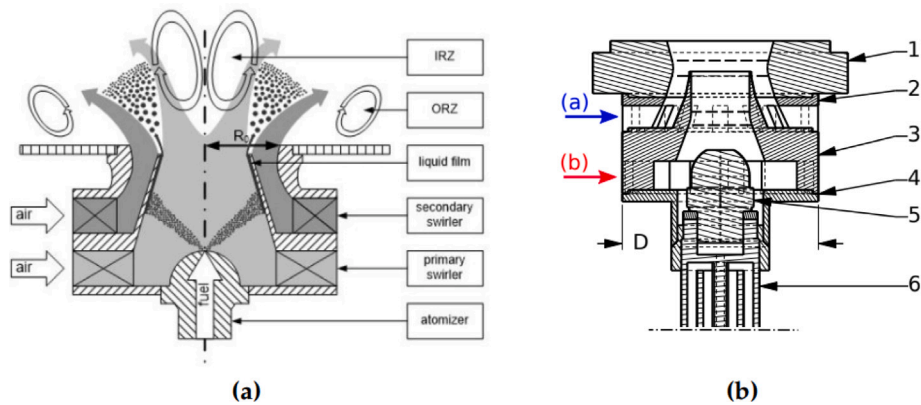 IRZ
ORZ
R₀
liquid film
air
secondary
swirler
air
primary
swirler
fuel
atomizer
(a)
1
2
(a)
3
(b)
4
5
D
6
(b)